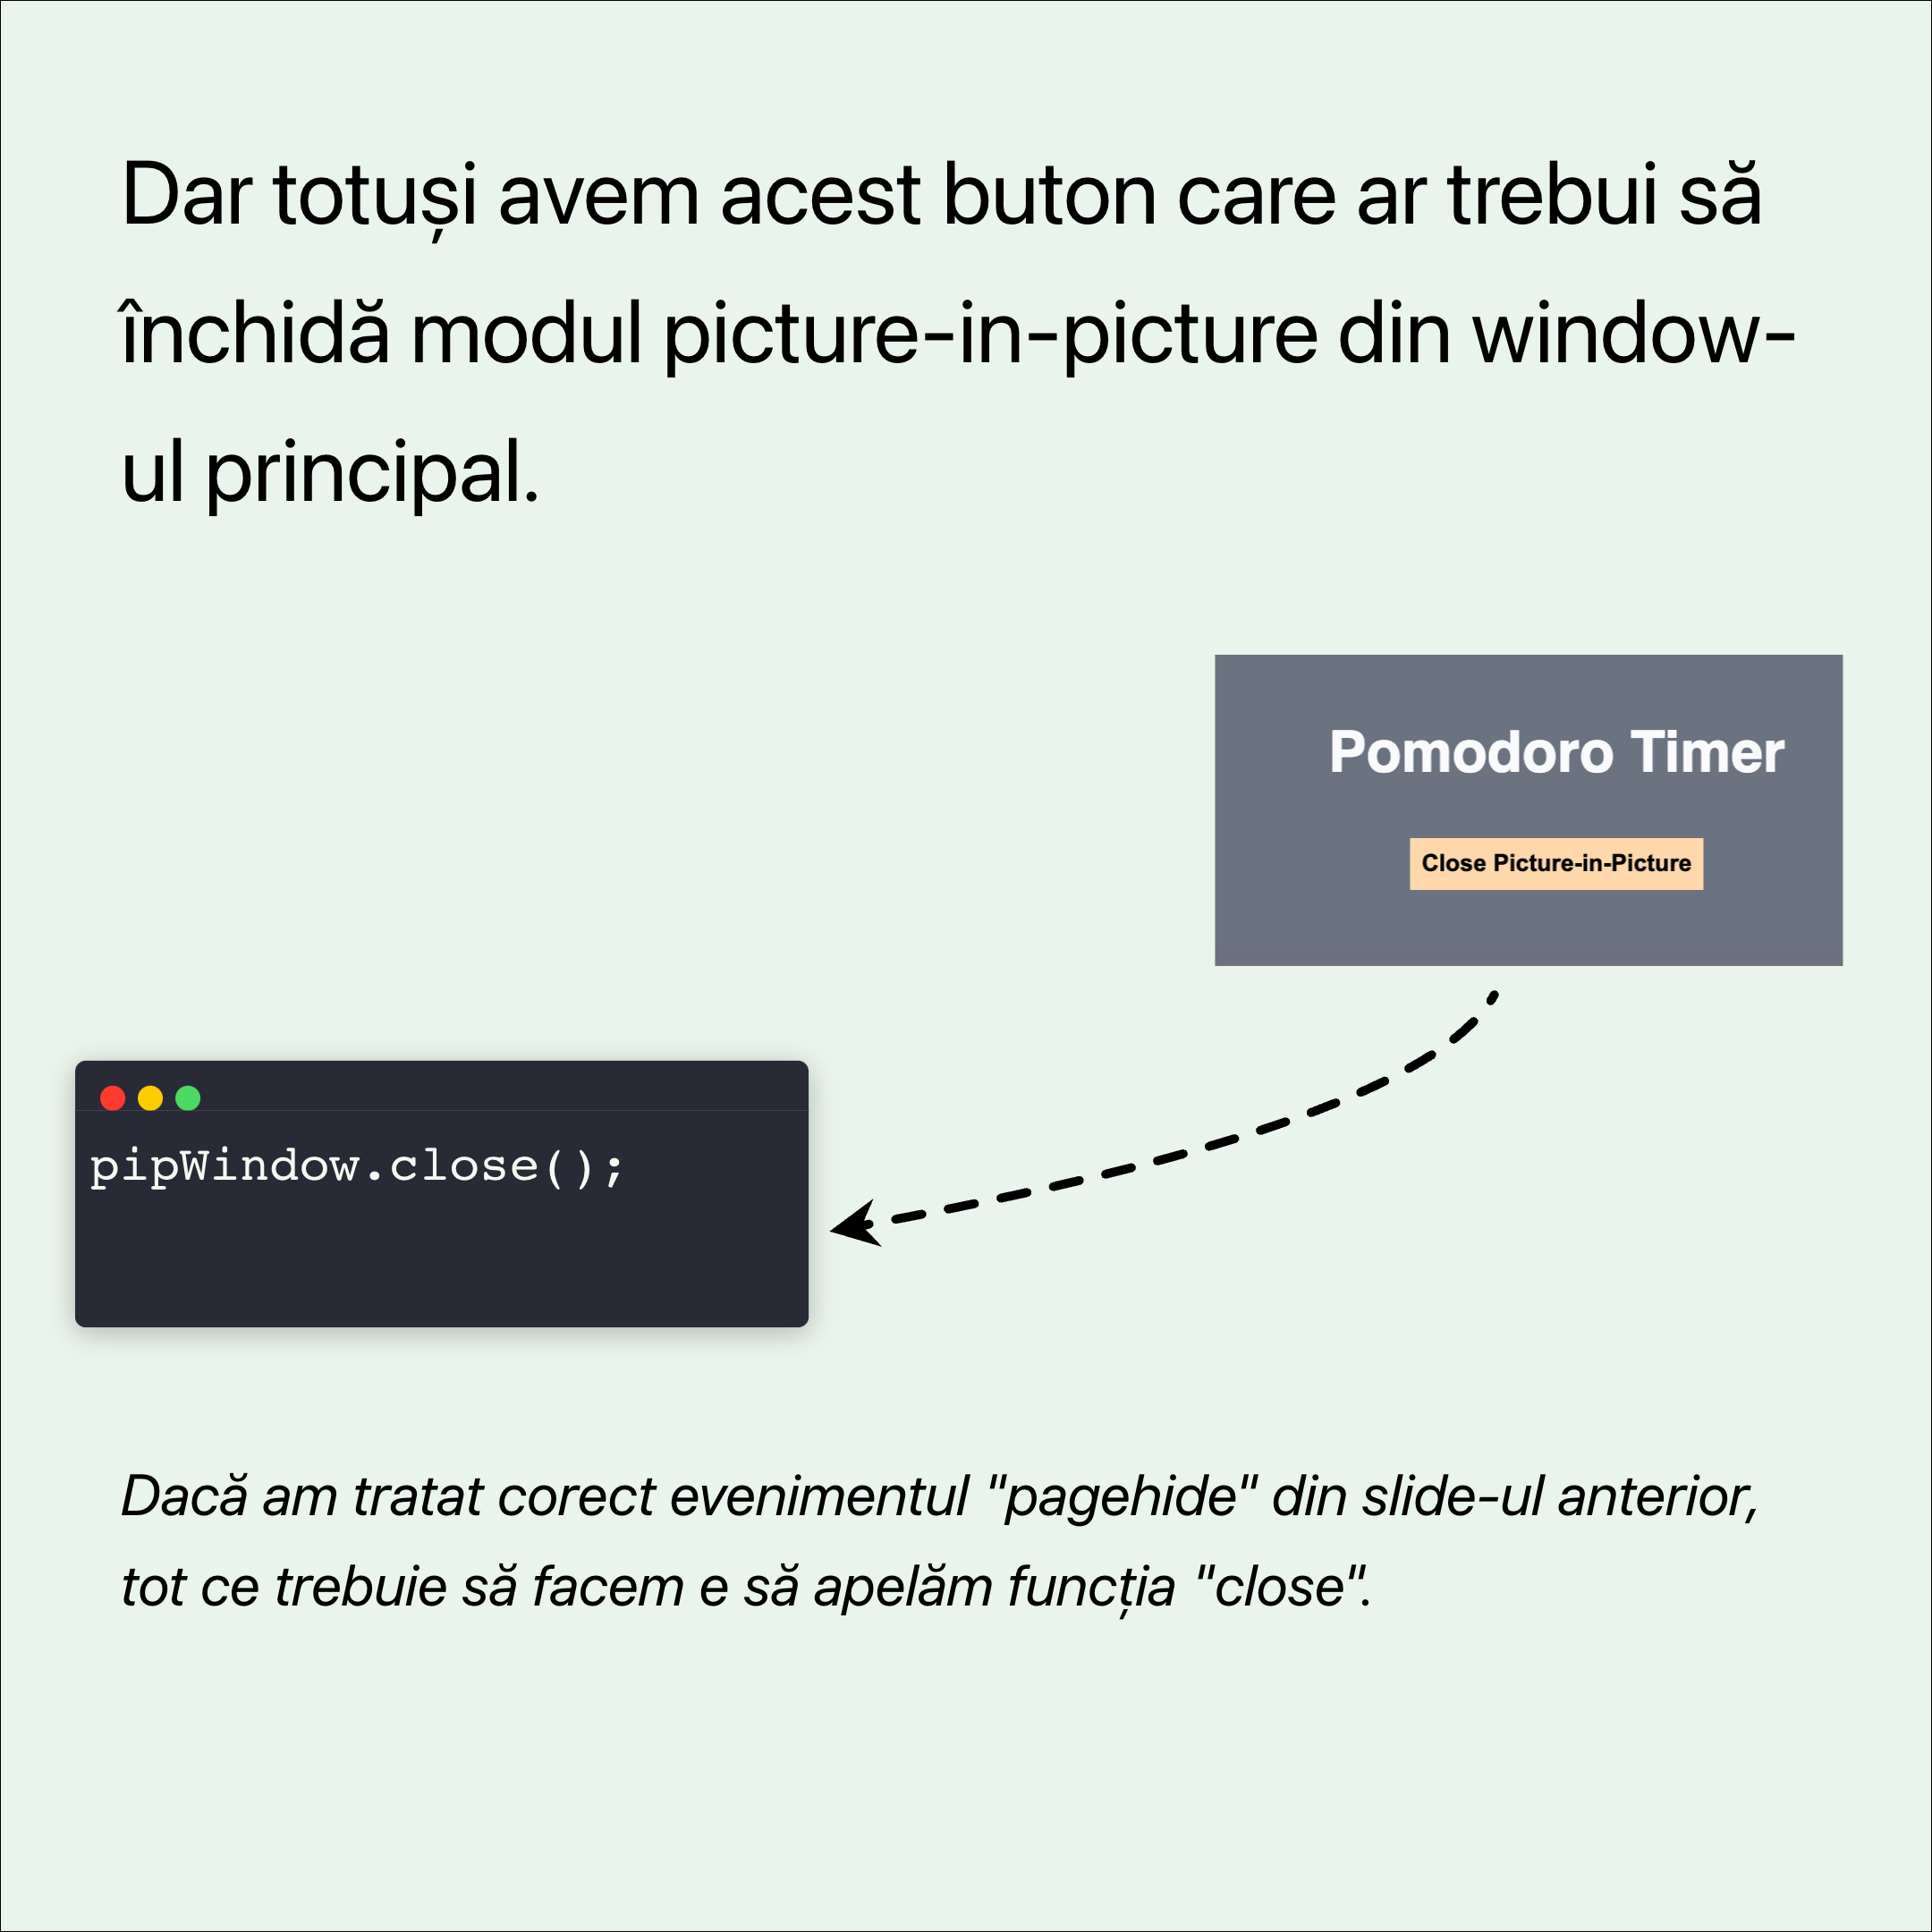 Dar totuși avem acest buton care ar trebui să
închidă modul picture-in-picture din window-
ul principal.
Pomodoro Timer
Close Picture-in-Picture
pipWindow.close();
Dacă am tratat corect evenimentul "pagehide" din slide-ul anterior,
tot ce trebuie să facem e să apelăm funcția "close".